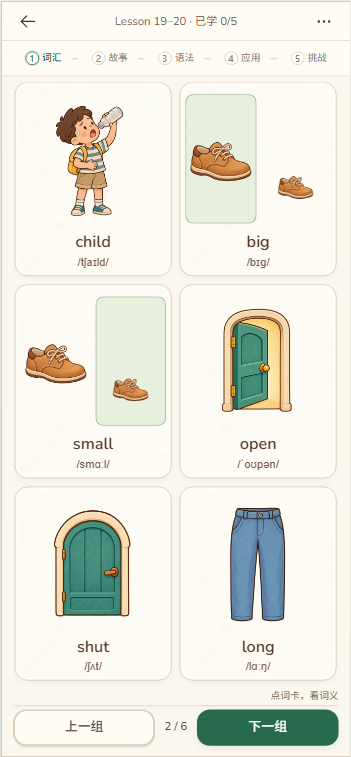 Lesson 19–20 · 已学 0/5
1 词汇 – 2 故事 – 3 语法 – 4 应用 – 5 挑战
child
/tʃaɪld/
big
/bɪɡ/
small
/smɑːl/
open
/ˈoʊpən/
shut
/ʃʌt/
long
/lɑːŋ/
点词卡，看词义
上一组
2 / 6
下一组